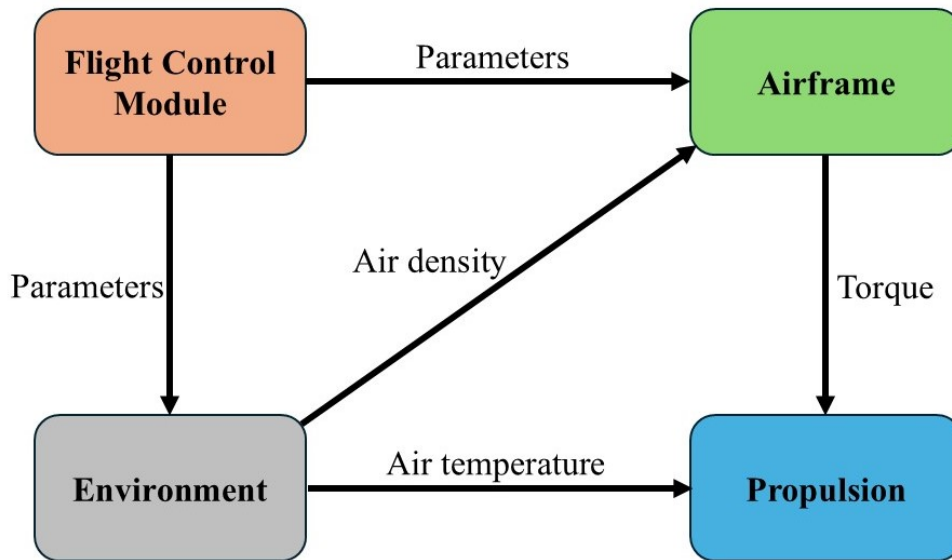 Flight Control
Module
Parameters
Airframe
Parameters
Air density
Torque
Environment
Air temperature
Propulsion